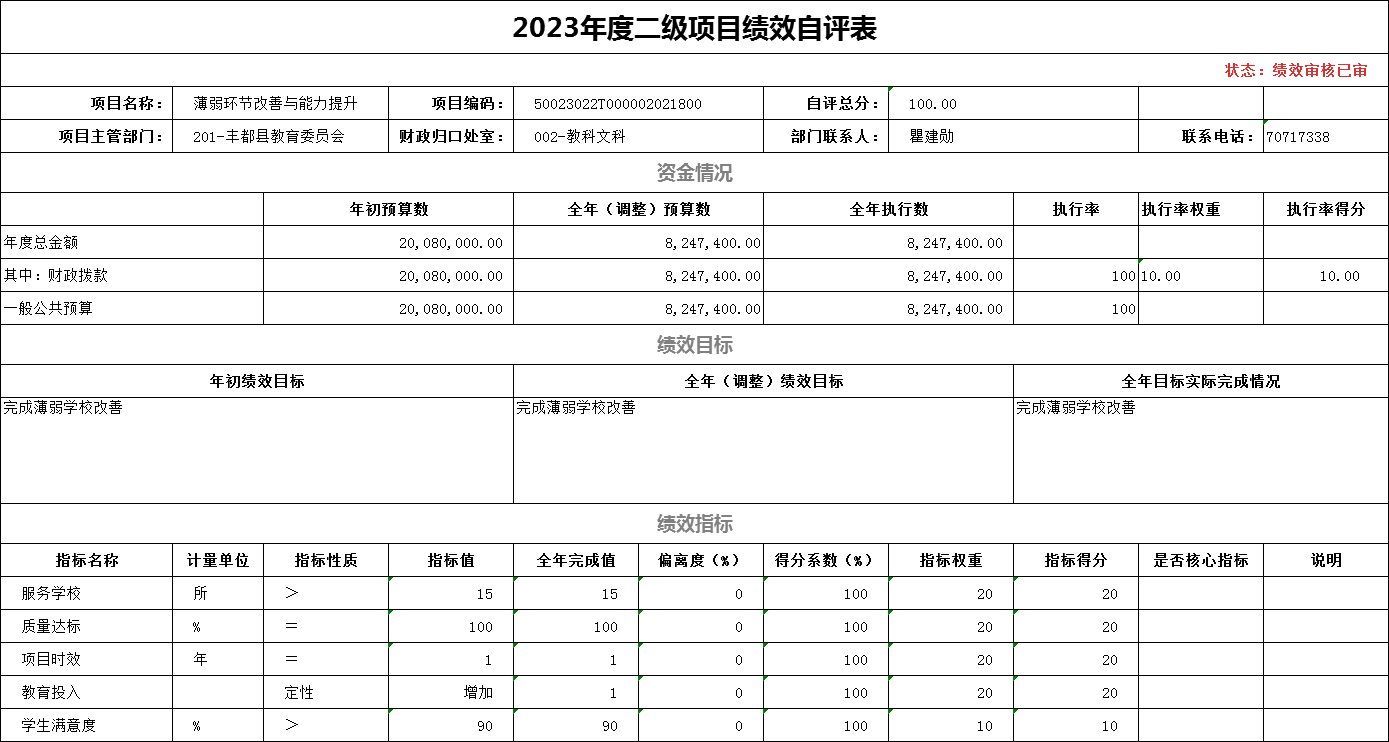 2023年度二级项目绩效自评表
状态：绩效审核已审
项目名称： 薄弱环节改善与能力提升 项目编码： 50023022T000002021800 自评总分： 100.00
项目主管部门： 201-丰都县教育委员会 财政归口处室： 002-教科文科 部门联系人： 瞿建勋 联系电话： 70717338
资金情况
年初预算数 全年（调整）预算数 全年执行数 执行率 执行率权重 执行率得分
年度总金额 20,080,000.00 8,247,400.00 8,247,400.00
其中：财政拨款 20,080,000.00 8,247,400.00 8,247,400.00 100 10.00 10.00
一般公共预算 20,080,000.00 8,247,400.00 8,247,400.00 100
绩效目标
年初绩效目标 全年（调整）绩效目标 全年目标实际完成情况
完成薄弱学校改善 完成薄弱学校改善 完成薄弱学校改善
绩效指标
指标名称 计量单位 指标性质 指标值 全年完成值 偏离度（%） 得分系数（%） 指标权重 指标得分 是否核心指标 说明
服务学校 所 ＞ 15 15 0 100 20 20
质量达标 % ＝ 100 100 0 100 20 20
项目时效 年 ＝ 1 1 0 100 20 20
教育投入 定性 增加 1 0 100 20 20
学生满意度 % ＞ 90 90 0 100 10 10